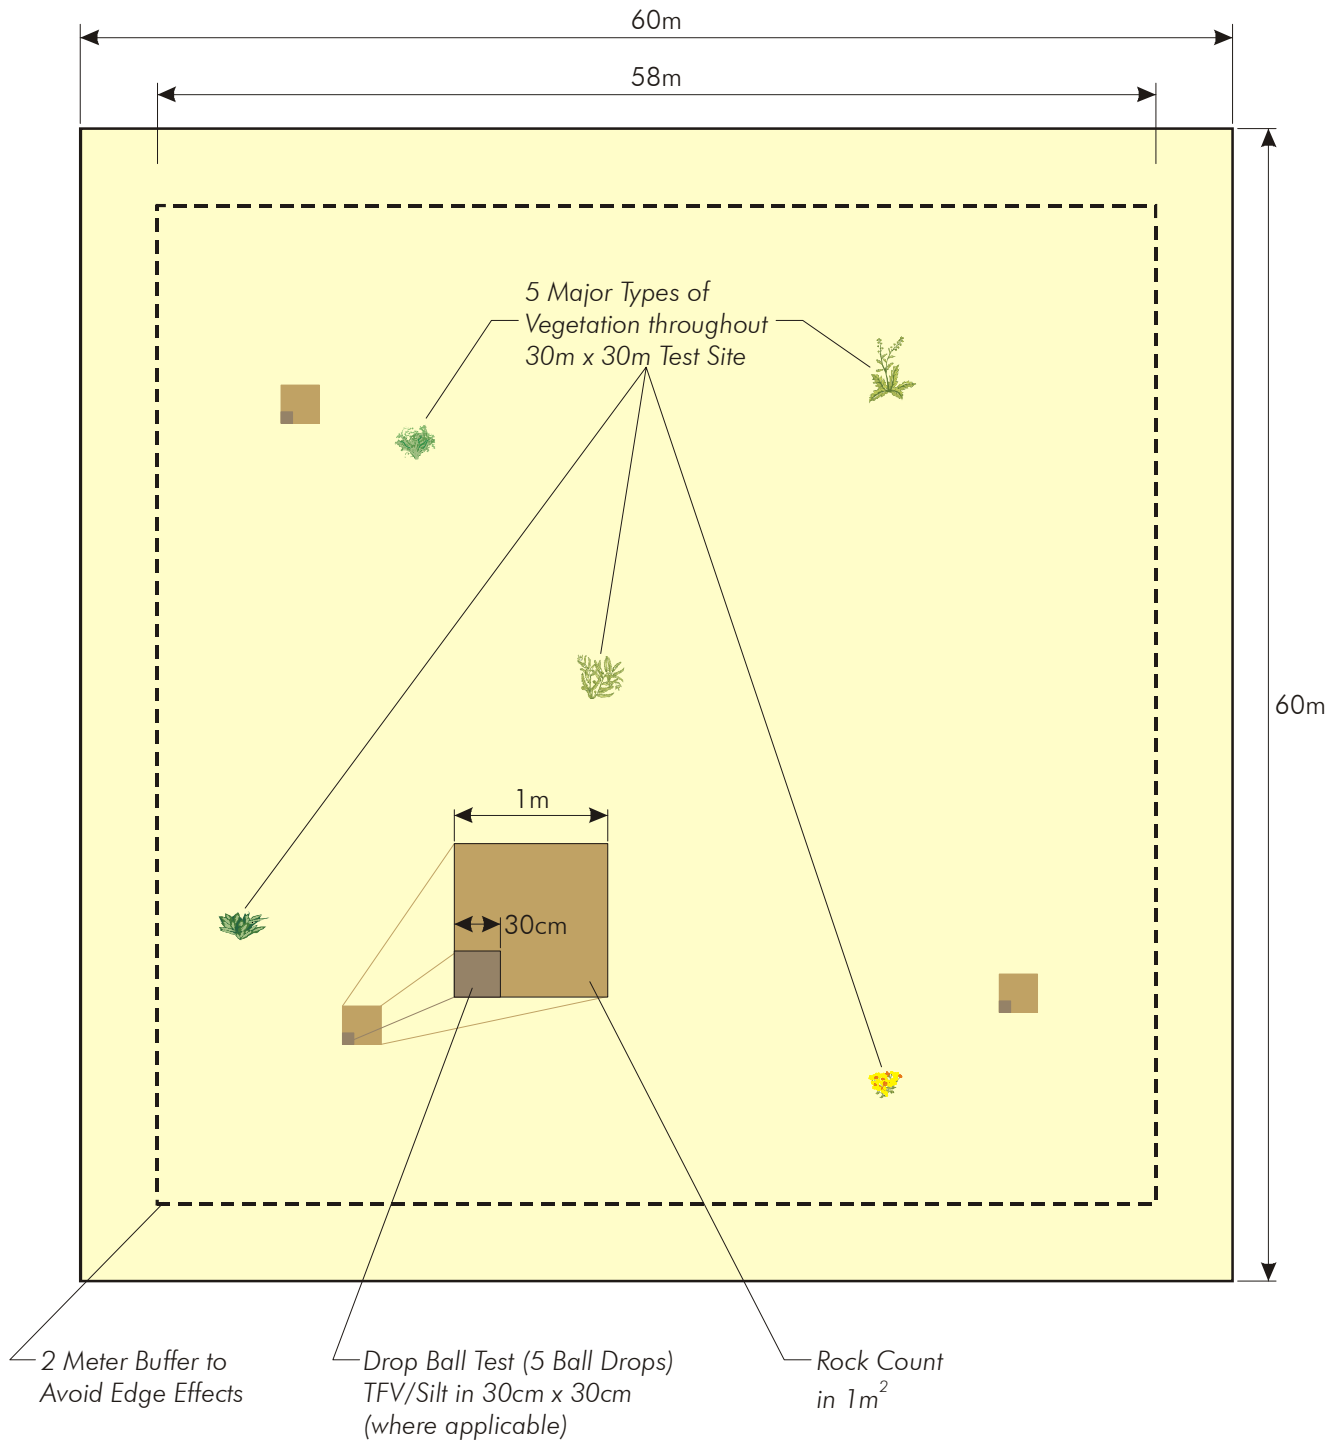 60m
58m
5 Major Types of
Vegetation throughout
30m x 30m Test Site
60m
1m
30cm
2 Meter Buffer to
Avoid Edge Effects
Drop Ball Test (5 Ball Drops)
TFV/Silt in 30cm x 30cm
(where applicable)
Rock Count
in 1m²